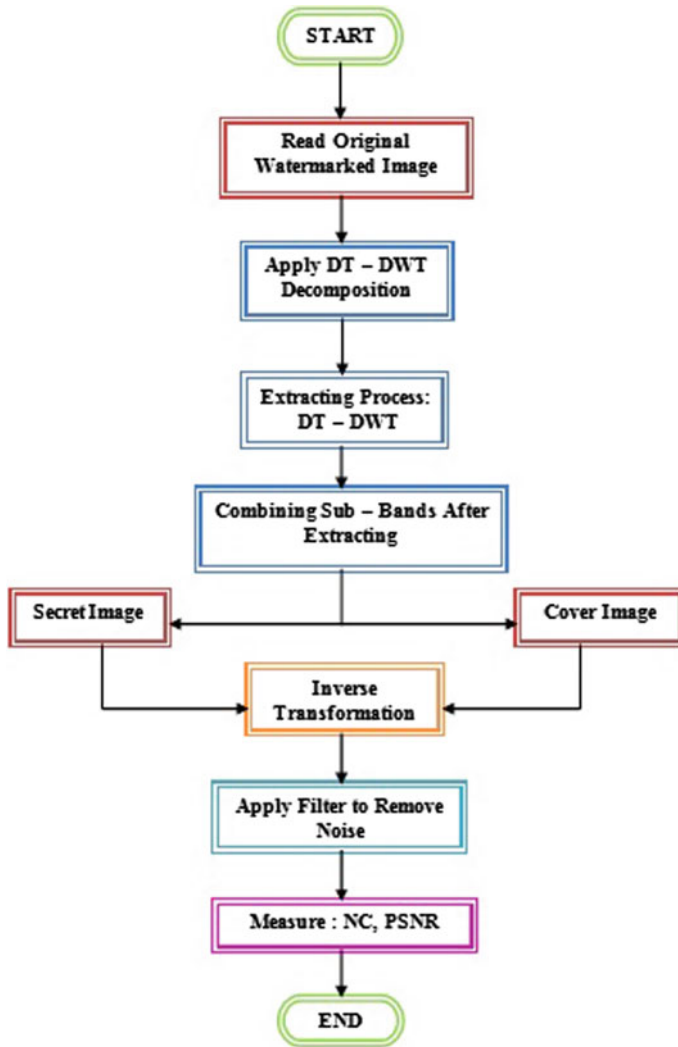 START
Read Original
Watermarked Image
Apply DT – DWT
Decomposition
Extracting Process:
DT – DWT
Combining Sub – Bands After
Extracting
Secret Image
Cover Image
Inverse
Transformation
Apply Filter to Remove
Noise
Measure : NC, PSNR
END